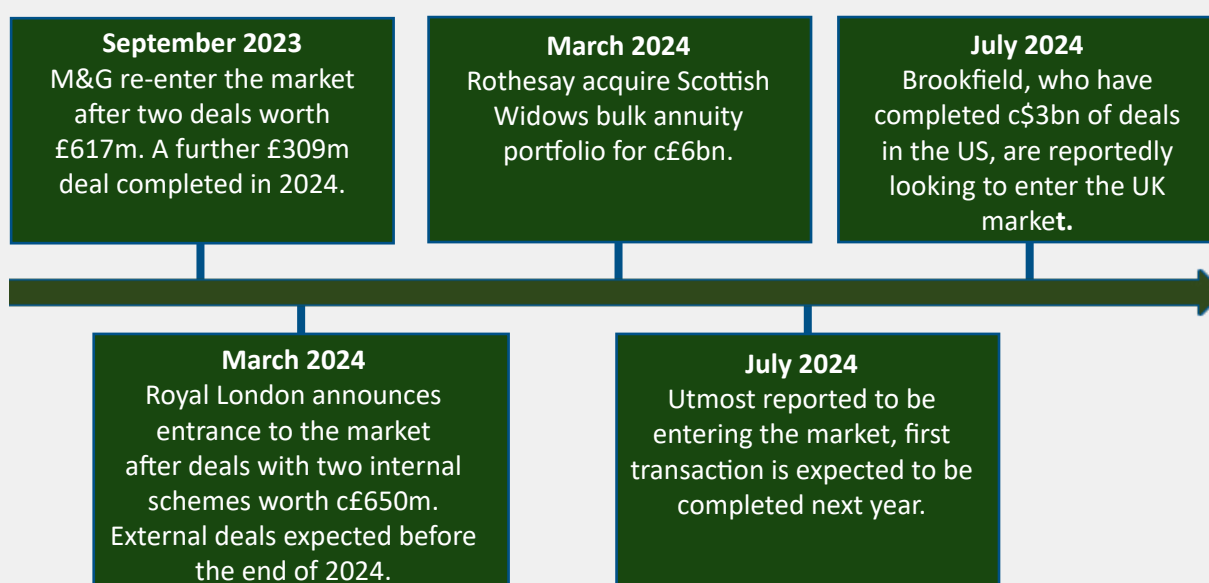 September 2023
M&G re-enter the market
after two deals worth
£617m. A further £309m
deal completed in 2024.
March 2024
Rothesay acquire Scottish
Widows bulk annuity
portfolio for c£6bn.
July 2024
Brookfield, who have
completed c$3bn of deals
in the US, are reportedly
looking to enter the UK
market.
March 2024
Royal London announces
entrance to the market
after deals with two internal
schemes worth c£650m.
External deals expected before
the end of 2024.
July 2024
Utmost reported to be
entering the market, first
transaction is expected to be
completed next year.